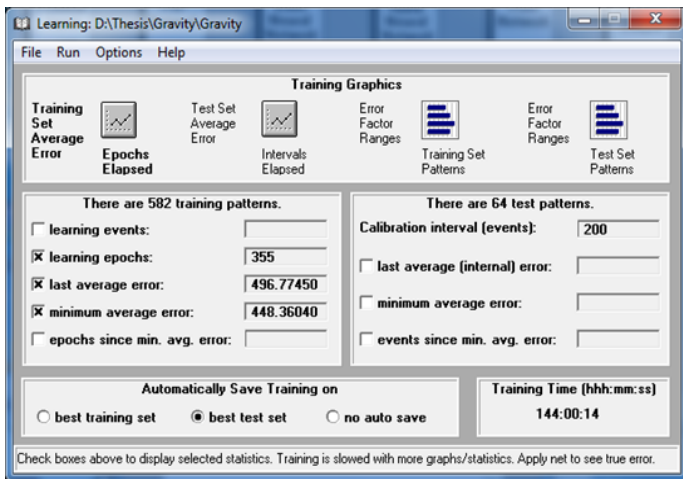 Learning: D:\Thesis\Gravity\Gravity
File Run Options Help
Training Graphics
Training Set Average Error
Epochs Elapsed
Test Set Average Error
Intervals Elapsed
Error Factor Ranges
Training Set Patterns
Error Factor Ranges
Test Set Patterns
There are 582 training patterns.
learning events:
learning epochs: 355
last average error: 496.77450
minimum average error: 448.36040
epochs since min. avg. error:
There are 64 test patterns.
Calibration interval (events): 200
last average (internal) error:
minimum average error:
events since min. avg. error:
Automatically Save Training on
best training set best test set no auto save
Training Time (hhh:mm:ss)
144:00:14
Check boxes above to display selected statistics. Training is slowed with more graphs/statistics. Apply net to see true error.